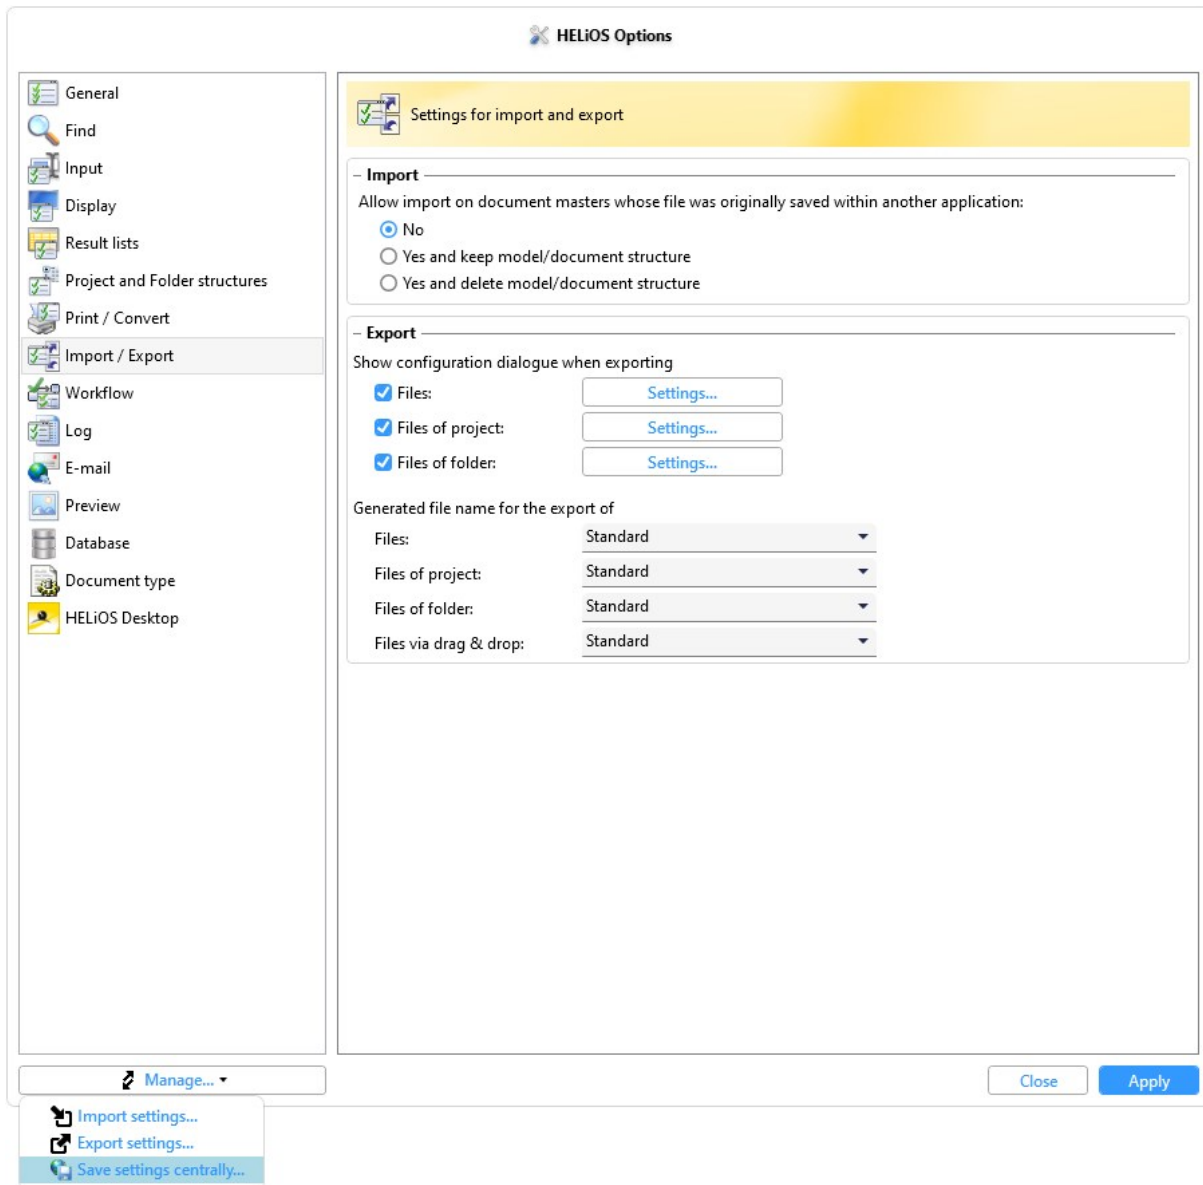 HELiOS Options
General
Find
Input
Display
Result lists
Project and Folder structures
Print / Convert
Import / Export
Workflow
Log
E-mail
Preview
Database
Document type
HELiOS Desktop
Settings for import and export
Import
Allow import on document masters whose file was originally saved within another application:
No
Yes and keep model/document structure
Yes and delete model/document structure
Export
Show configuration dialogue when exporting
Files: Settings...
Files of project: Settings...
Files of folder: Settings...
Generated file name for the export of
Files: Standard
Files of project: Standard
Files of folder: Standard
Files via drag & drop: Standard
Manage...
Close Apply
Import settings...
Export settings...
Save settings centrally...